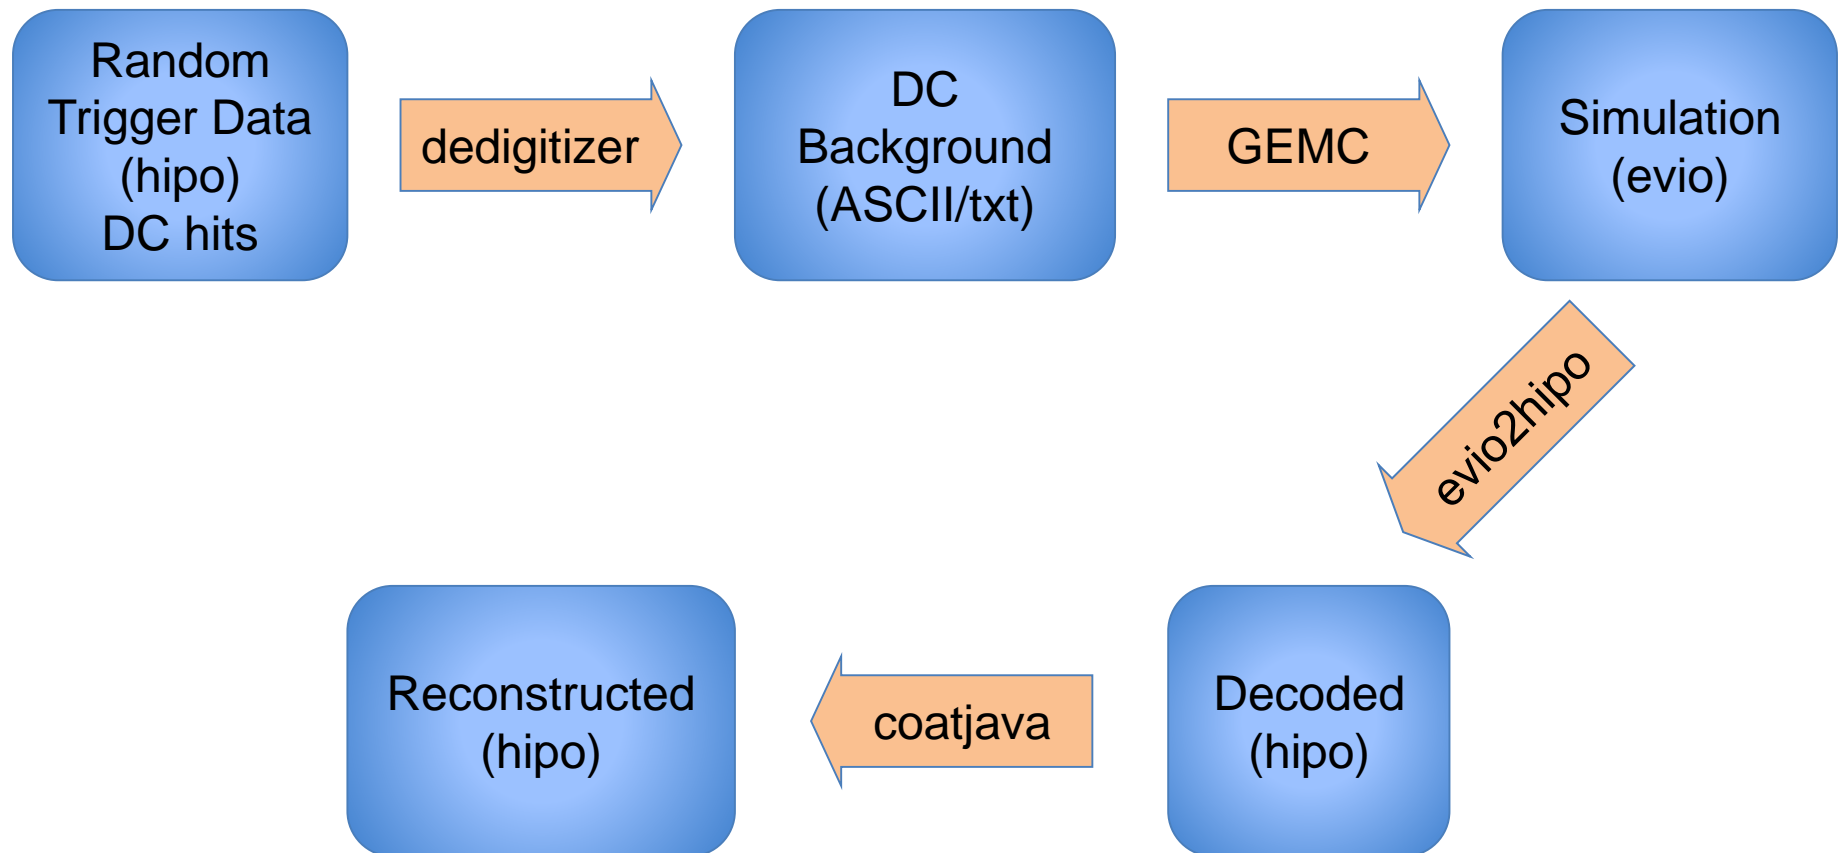 Random
Trigger Data
(hipo)
DC hits
dedigitizer
DC
Background
(ASCII/txt)
GEMC
Simulation
(evio)
evio2hipo
Decoded
(hipo)
coatjava
Reconstructed
(hipo)